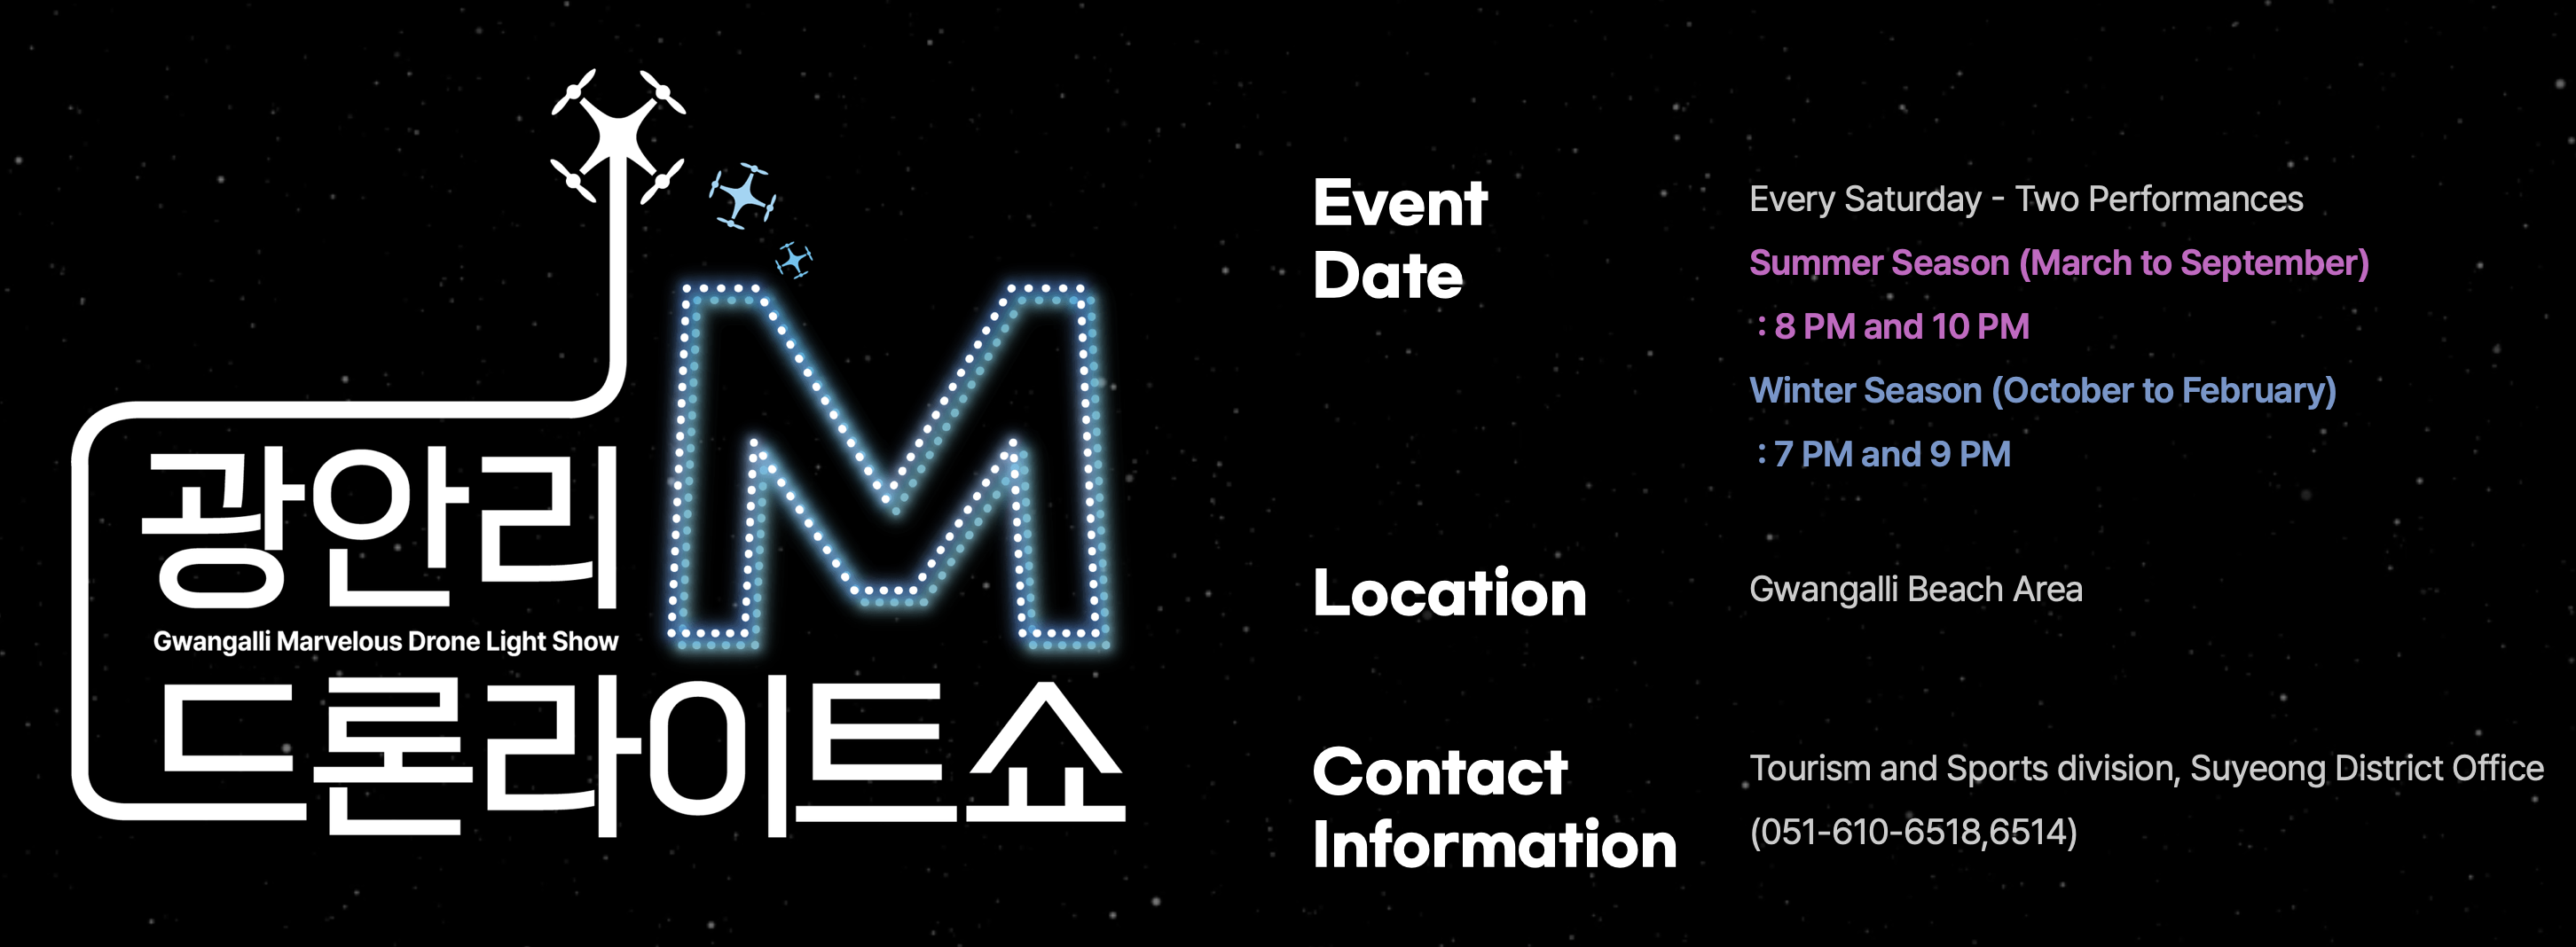 광안리 M
Gwangalli Marvelous Drone Light Show
드론라이트쇼
Event
Date
Every Saturday - Two Performances
Summer Season (March to September)
: 8 PM and 10 PM
Winter Season (October to February)
: 7 PM and 9 PM
Location
Gwangalli Beach Area
Contact
Information
Tourism and Sports division, Suyeong District Office
(051-610-6518,6514)